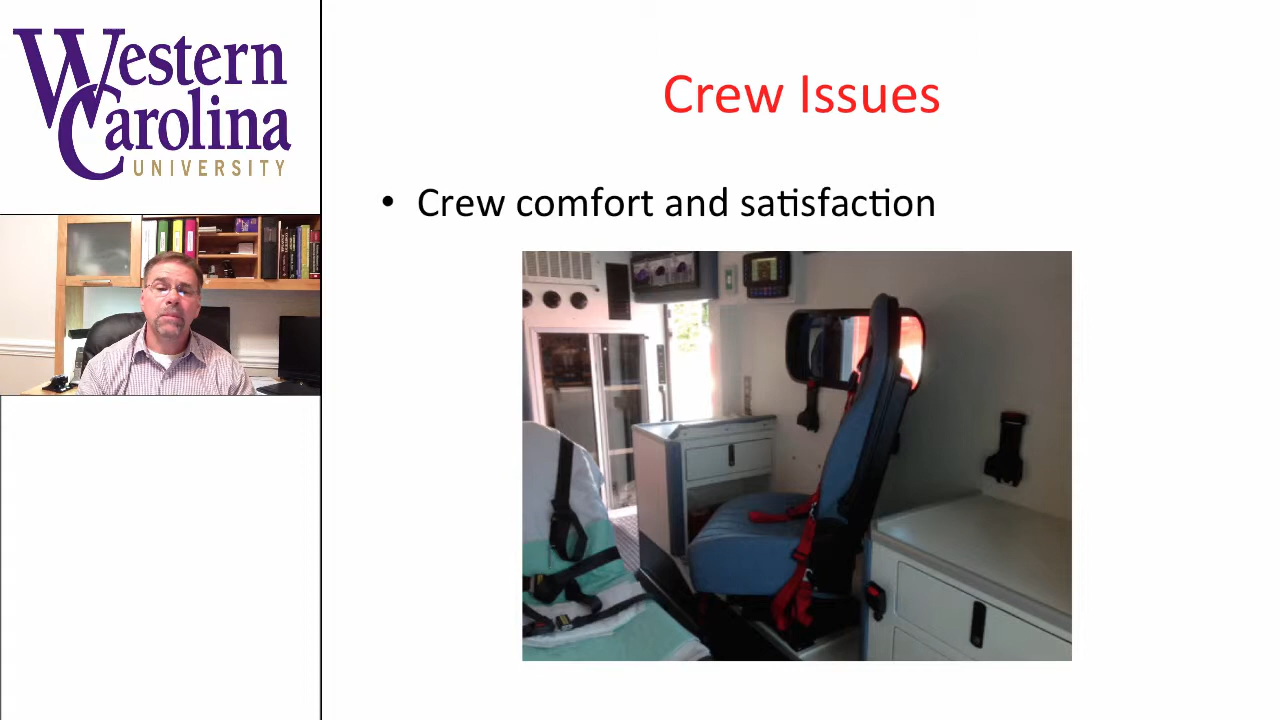 Western
Carolina
UNIVERSITY
Crew Issues
• Crew comfort and satisfaction